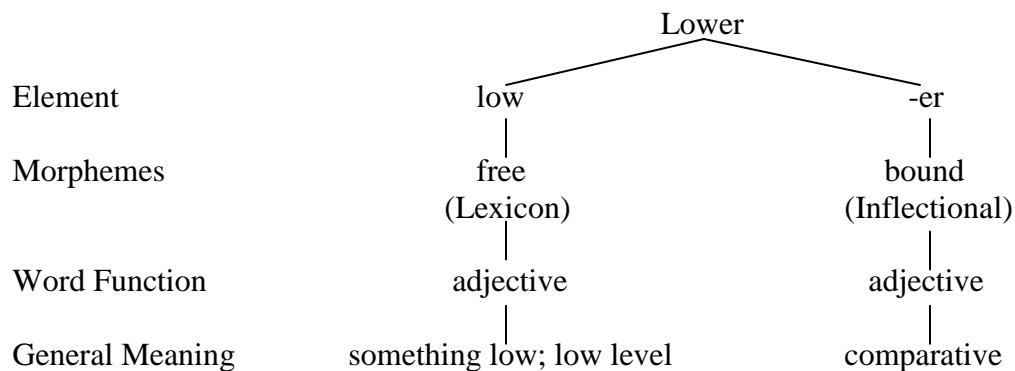 Lower
Element low -er
Morphemes free bound
(Lexicon) (Inflectional)
Word Function adjective adjective
General Meaning something low; low level comparative